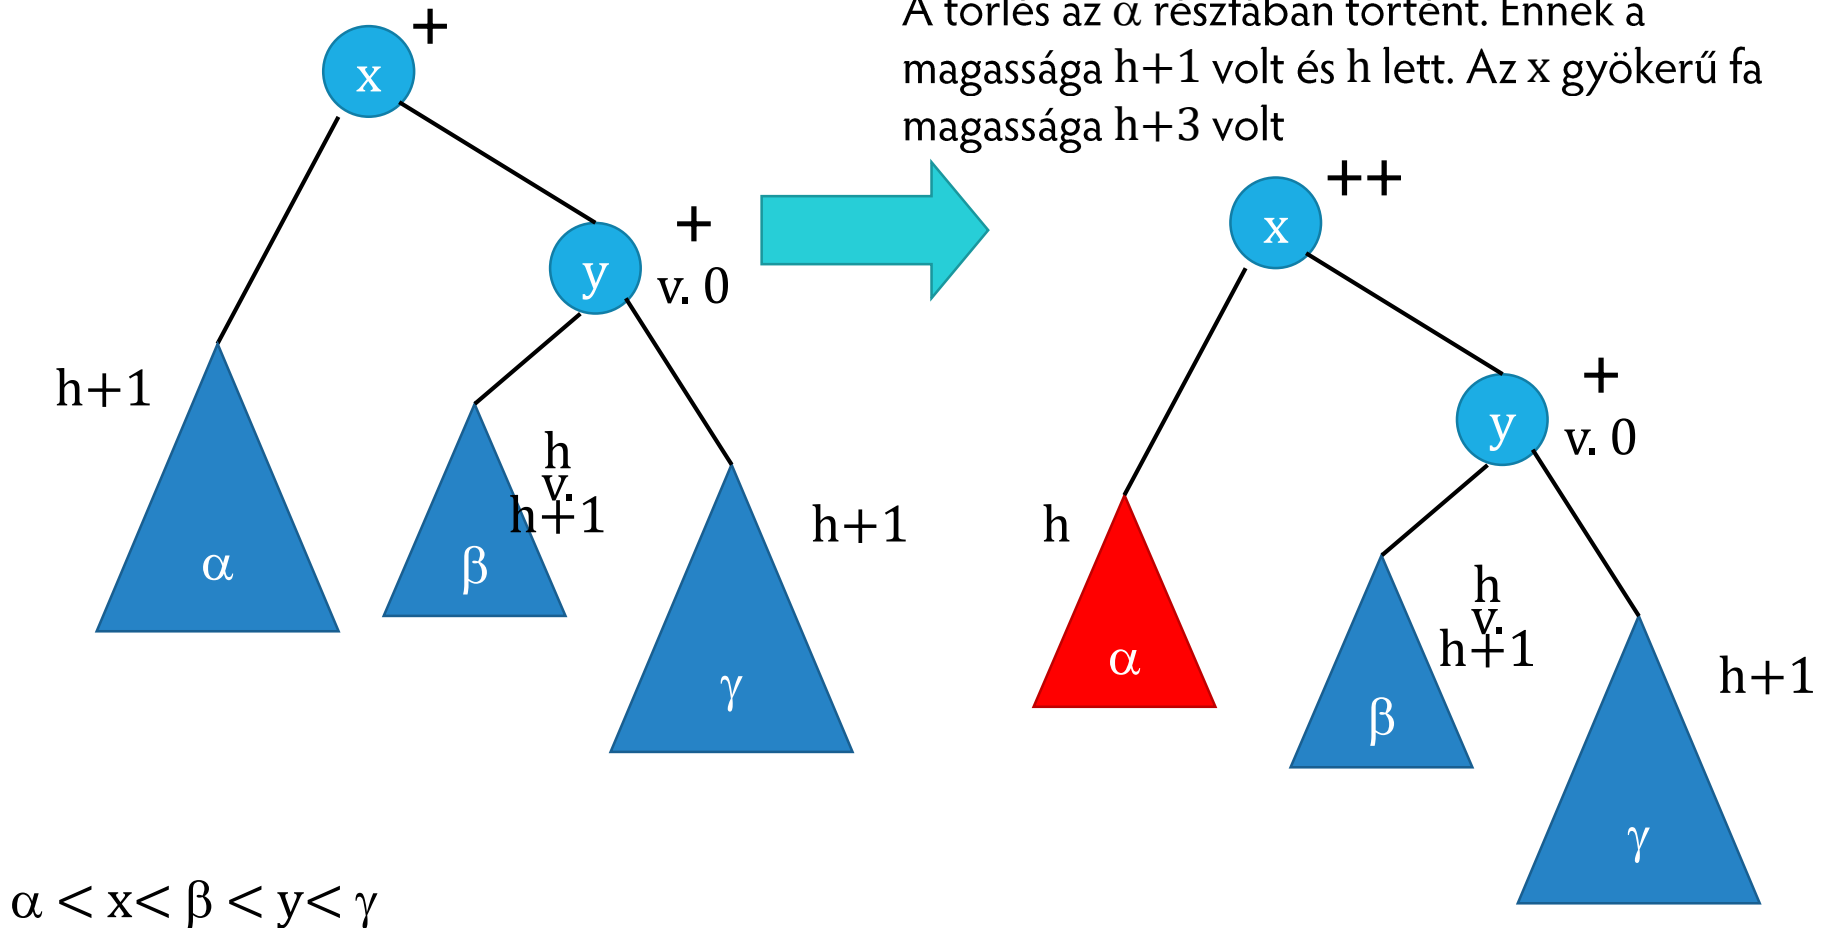 A törlés az α részfában történt. Ennek a
magassága h+1 volt és h lett. Az x gyökerű fa
magassága h+3 volt
x
+
y
+
v. 0
h+1
α
β
h
v.
h+1
γ
h+1
x
++
y
+
v. 0
h
α
β
h
v.
h+1
γ
h+1
α < x< β < y< γ